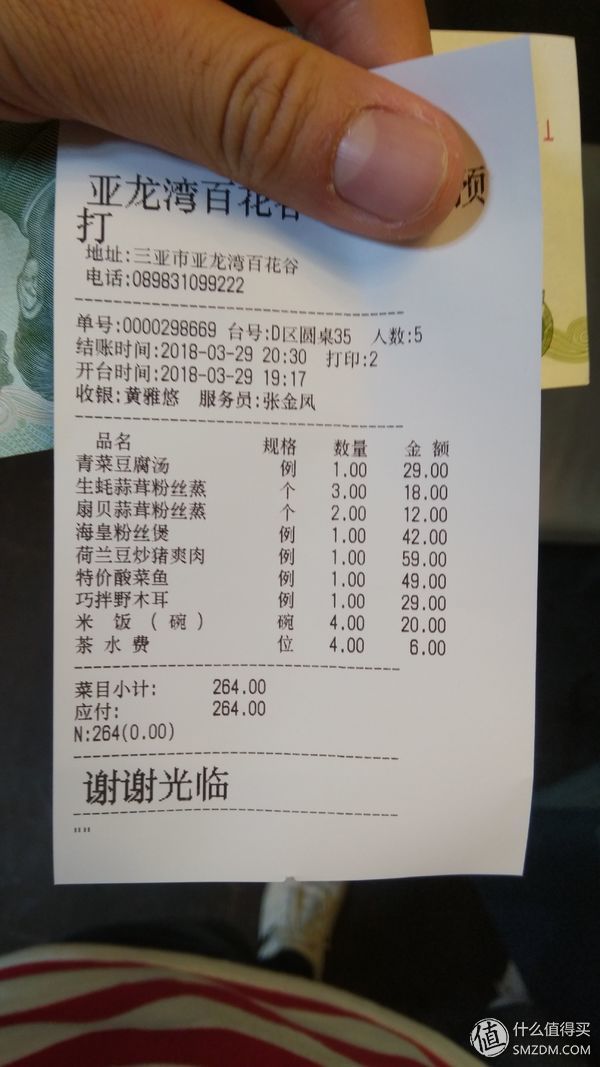 亚龙湾百花谷 预
打
地址:三亚市亚龙湾百花谷
电话:089831099222
单号:0000298669 台号:D区圆桌35 人数:5
结账时间:2018-03-29 20:30 打印:2
开台时间:2018-03-29 19:17
收银:黄雅悠 服务员:张金风
品名 规格 数量 金额
青菜豆腐汤 例 1.00 29.00
生蚝蒜茸粉丝蒸 个 3.00 18.00
扇贝蒜茸粉丝蒸 个 2.00 12.00
海皇粉丝煲 例 1.00 42.00
荷兰豆炒猪爽肉 例 1.00 59.00
特价酸菜鱼 例 1.00 49.00
巧拌野木耳 例 1.00 29.00
米 饭 ( 碗 ) 碗 4.00 20.00
茶 水 费 位 4.00 6.00
菜目小计: 264.00
应付: 264.00
N:264(0.00)
谢谢光临
""
值 什么值得买
SMZDM.COM